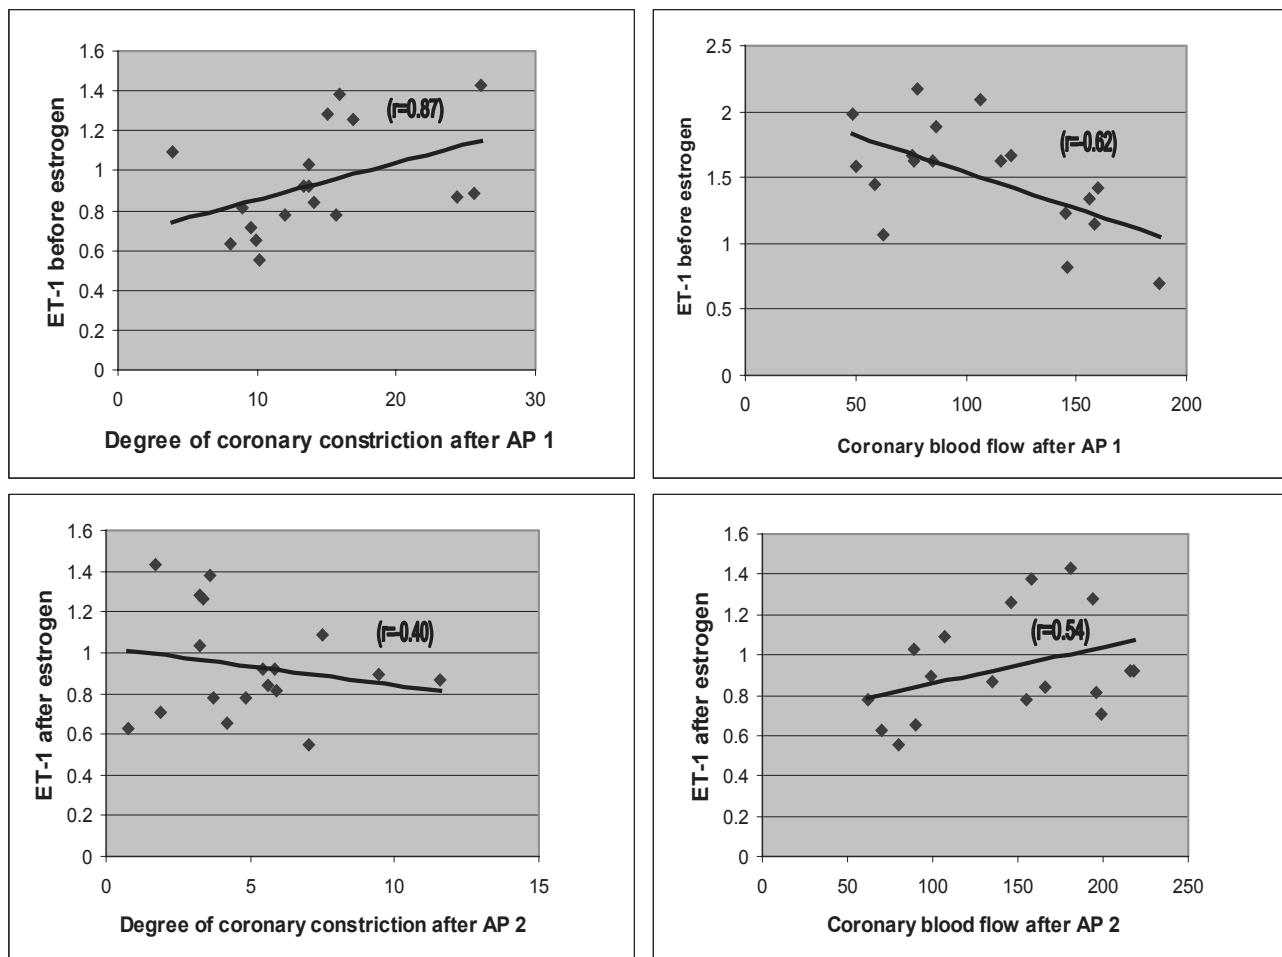 1.6
1.4
1.2
1
0.8
0.6
0.4
0.2
0
ET-1 before estrogen
(r=0.87)
0 10 20 30
Degree of coronary constriction after AP 1
2.5
2
1.5
1
0.5
0
ET-1 before estrogen
(r=-0.62)
0 50 100 150 200
Coronary blood flow after AP 1
1.6
1.4
1.2
1
0.8
0.6
0.4
0.2
0
ET-1 after estrogen
(r=-0.40)
0 5 10 15
Degree of coronary constriction after AP 2
1.6
1.4
1.2
1
0.8
0.6
0.4
0.2
0
ET-1 after estrogen
(r=0.54)
0 50 100 150 200 250
Coronary blood flow after AP 2